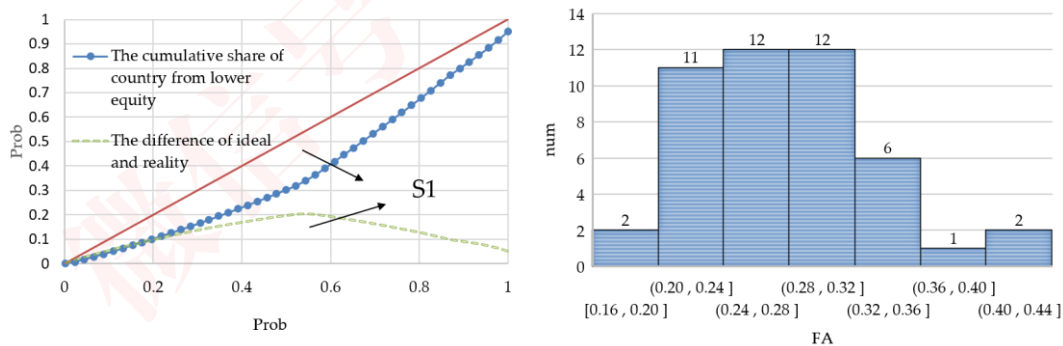 1
0.9
0.8
0.7
0.6
0.5
0.4
0.3
0.2
0.1
0
Prob
The cumulative share of
country from lower
equity
The difference of ideal
and reality
S1
0
0.2
0.4
0.6
0.8
1
Prob
14
12
10
8
6
4
2
0
num
2
11
12
12
6
1
2
(0.20 , 0.24 ]
(0.28 , 0.32 ]
(0.36 , 0.40 ]
[0.16 , 0.20 ]
(0.24 , 0.28 ]
(0.32 , 0.36 ]
(0.40 , 0.44 ]
FA